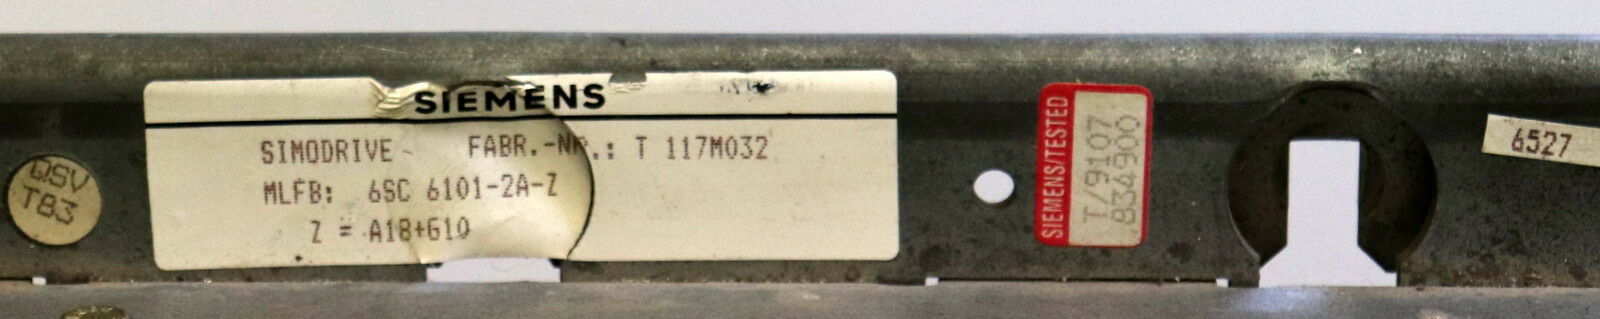 SIEMENS
SIMODRIVE- FABR.-NR.: T 117M032
MLFB: 6SC 6101-2A-Z
Z = A18+G10
QSV
T83
SIEMENS/TESTED
T/9107
834900
6527